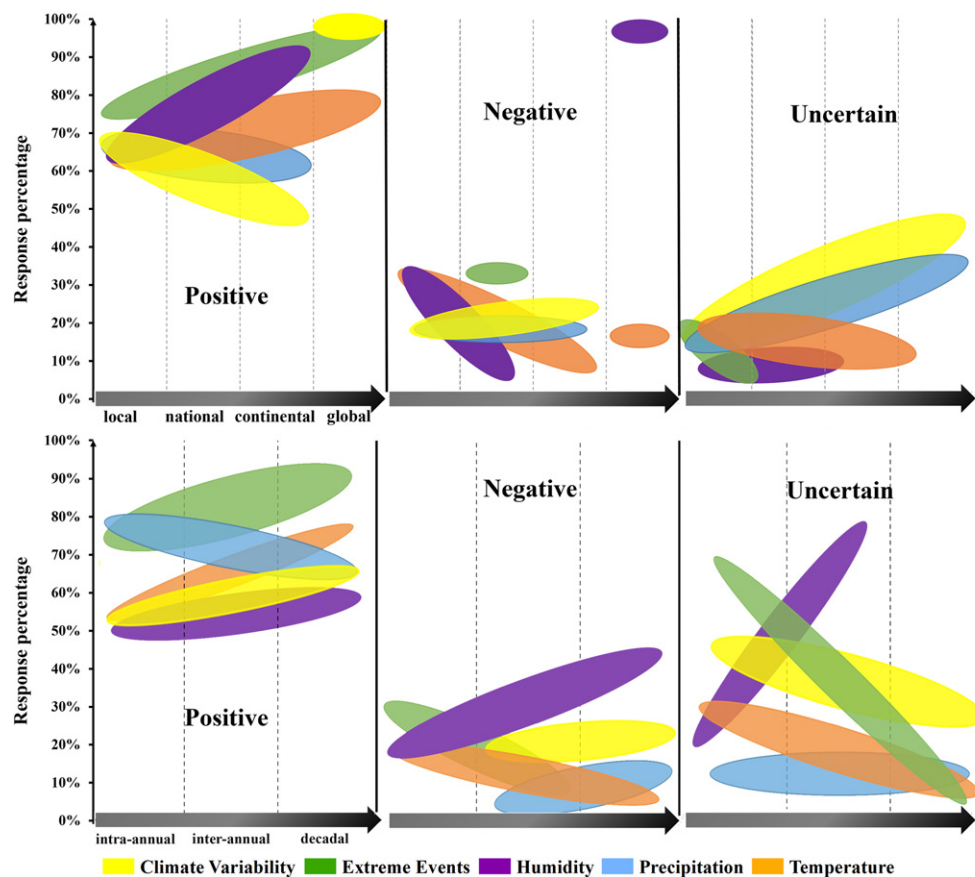 100%
90%
80%
70%
60%
50%
40%
30%
20%
10%
0%
Response percentage
Positive
Negative
Uncertain
local national continental global
100%
90%
80%
70%
60%
50%
40%
30%
20%
10%
0%
Response percentage
Positive
Negative
Uncertain
intra-annual inter-annual decadal
Climate Variability Extreme Events Humidity Precipitation Temperature